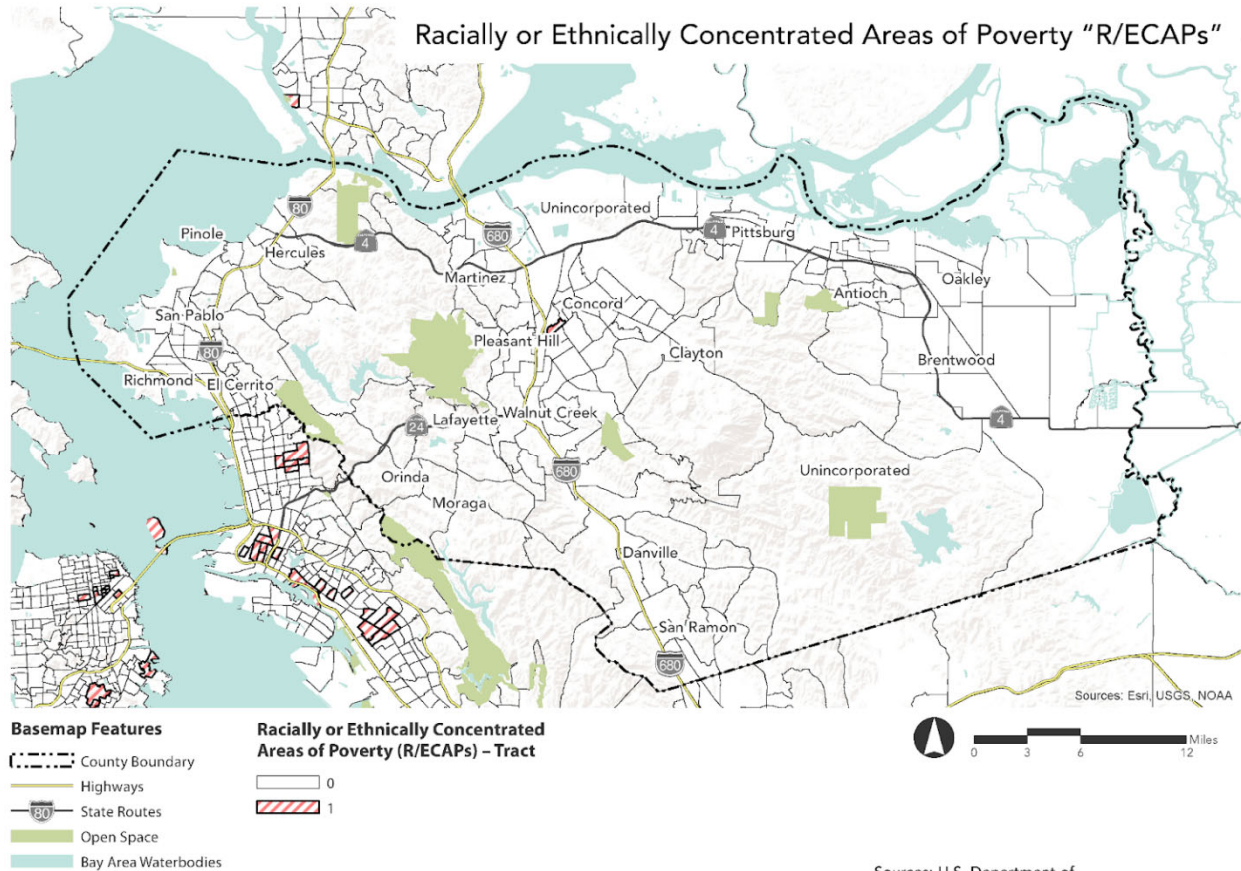 Racially or Ethnically Concentrated Areas of Poverty “R/ECAPs”
80
Unincorporated
Pinole
680
4
Pittsburg
Hercules
4
Martinez
Oakley
Antioch
San Pablo
Concord
80
Pleasant Hill
Clayton
Brentwood
Richmond
El Cerrito
Walnut Creek
24
Lafayette
4
Orinda
680
Unincorporated
Moraga
Danville
San Ramon
680
Sources: Esri, USGS, NOAA
Basemap Features
County Boundary
Highways
80 State Routes
Open Space
Bay Area Waterbodies
Racially or Ethnically Concentrated
Areas of Poverty (R/ECAPs) – Tract
0
1
Miles
0 3 6 12
Sources: U.S. Department of